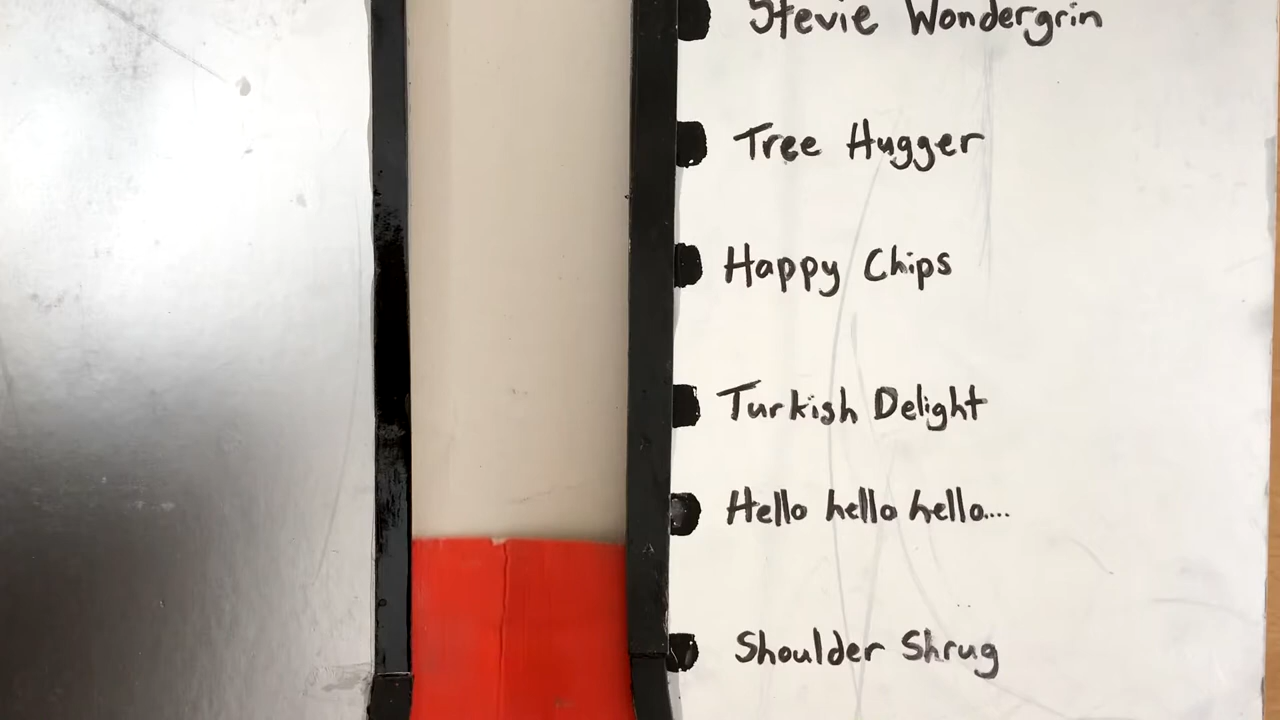 Stevie Wondergrin
Tree Hugger
Happy Chips
Turkish Delight
Hello hello hello....
Shoulder Shrug